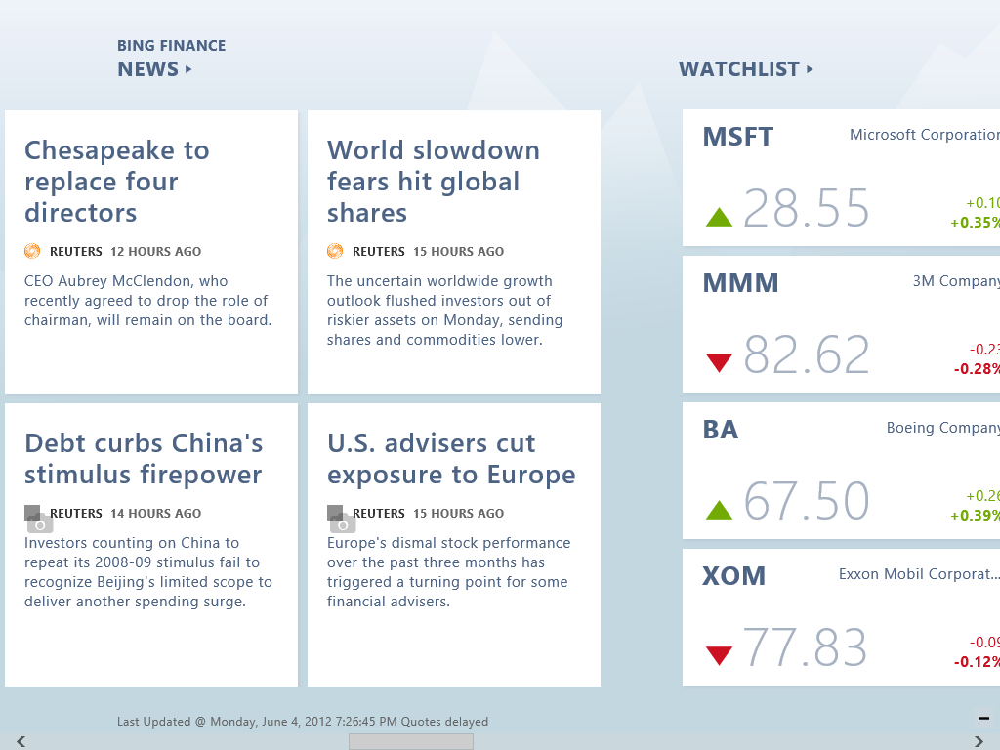 BING FINANCE
NEWS
Chesapeake to
replace four
directors
REUTERS 12 HOURS AGO
CEO Aubrey McClendon, who
recently agreed to drop the role of
chairman, will remain on the board.
World slowdown
fears hit global
shares
REUTERS 15 HOURS AGO
The uncertain worldwide growth
outlook flushed investors out of
riskier assets on Monday, sending
shares and commodities lower.
Debt curbs China's
stimulus firepower
REUTERS 14 HOURS AGO
Investors counting on China to
repeat its 2008-09 stimulus fail to
recognize Beijing's limited scope to
deliver another spending surge.
U.S. advisers cut
exposure to Europe
REUTERS 15 HOURS AGO
Europe's dismal stock performance
over the past three months has
triggered a turning point for some
financial advisers.
WATCHLIST
MSFT Microsoft Corporation
28.55
+0.10
+0.35%
MMM 3M Company
82.62
-0.23
-0.28%
BA Boeing Company
67.50
+0.26
+0.39%
XOM Exxon Mobil Corporat...
77.83
-0.09
-0.12%
Last Updated @ Monday, June 4, 2012 7:26:45 PM Quotes delayed